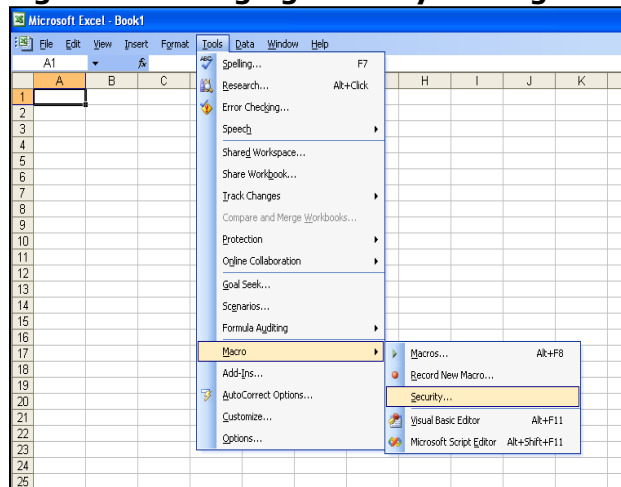 Microsoft Excel - Book1
File Edit View Insert Format Tools Data Window Help
A1 fx
A B C H I J K
Spelling... F7
Research... Alt+Click
Error Checking...
Speech
Shared Workspace...
Share Workbook...
Track Changes
Compare and Merge Workbooks...
Protection
Online Collaboration
Goal Seek...
Scenarios...
Formula Auditing
Macro
Add-Ins...
AutoCorrect Options...
Customize...
Options...
Macros... Alt+F8
Record New Macro...
Security...
Visual Basic Editor Alt+F11
Microsoft Script Editor Alt+Shift+F11
1
2
3
4
5
6
7
8
9
10
11
12
13
14
15
16
17
18
19
20
21
22
23
24
25